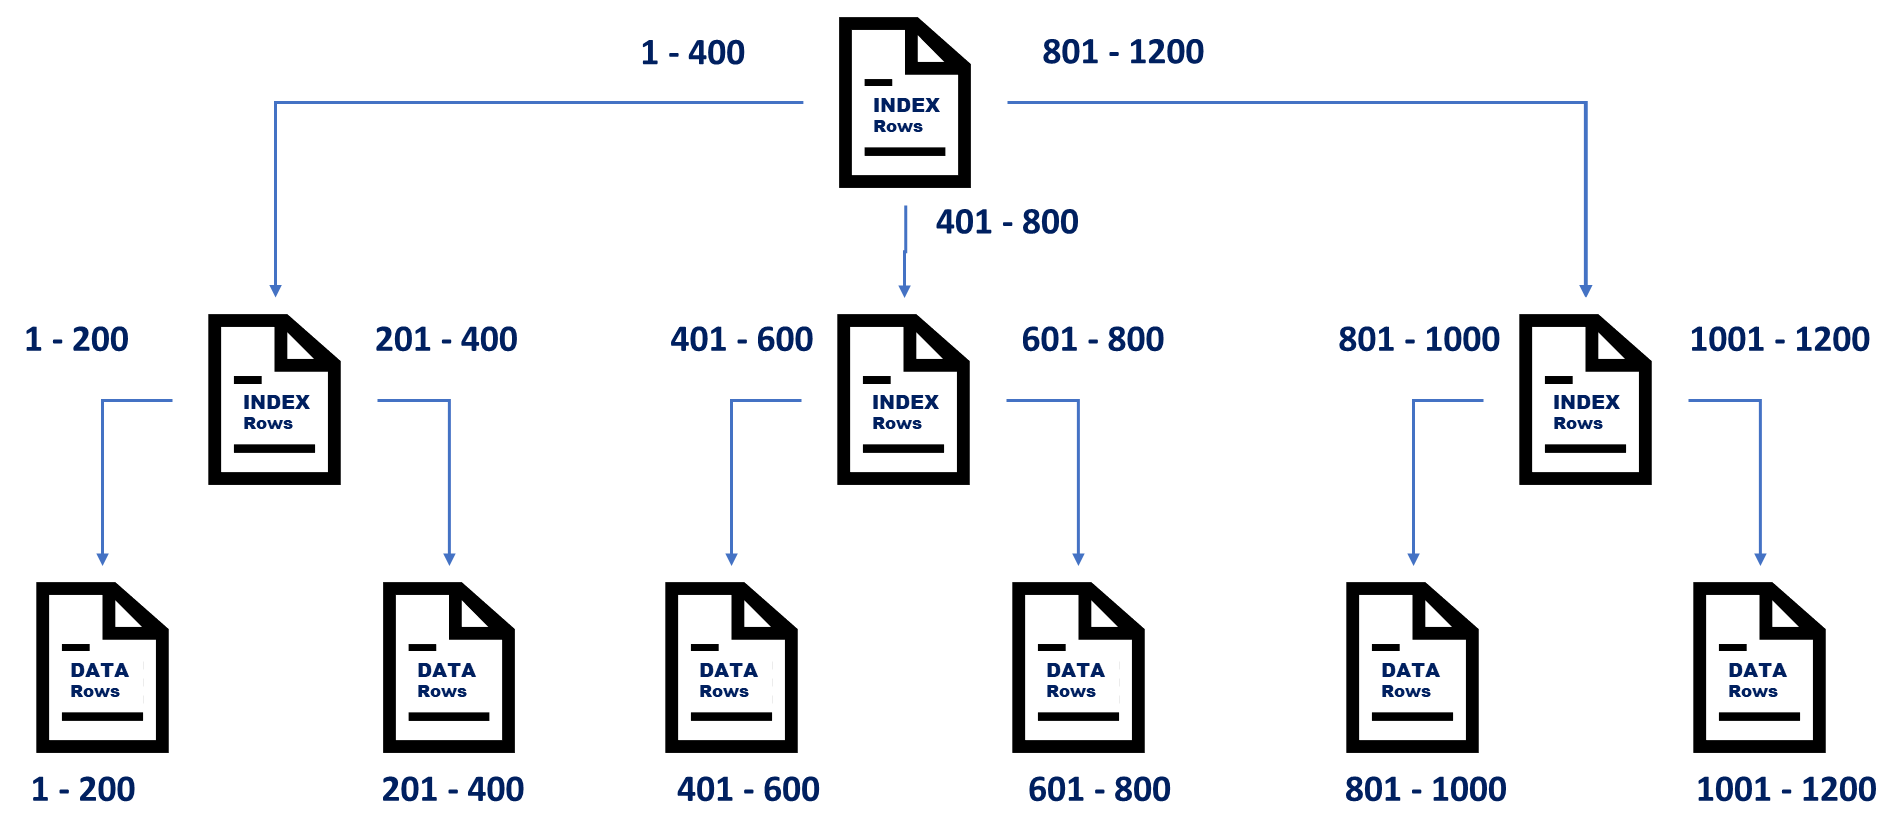 1 - 400
801 - 1200
INDEX
Rows
401 - 800
1 - 200
201 - 400
401 - 600
601 - 800
801 - 1000
1001 - 1200
INDEX
Rows
INDEX
Rows
INDEX
Rows
DATA
Rows
DATA
Rows
DATA
Rows
DATA
Rows
DATA
Rows
DATA
Rows
1 - 200
201 - 400
401 - 600
601 - 800
801 - 1000
1001 - 1200